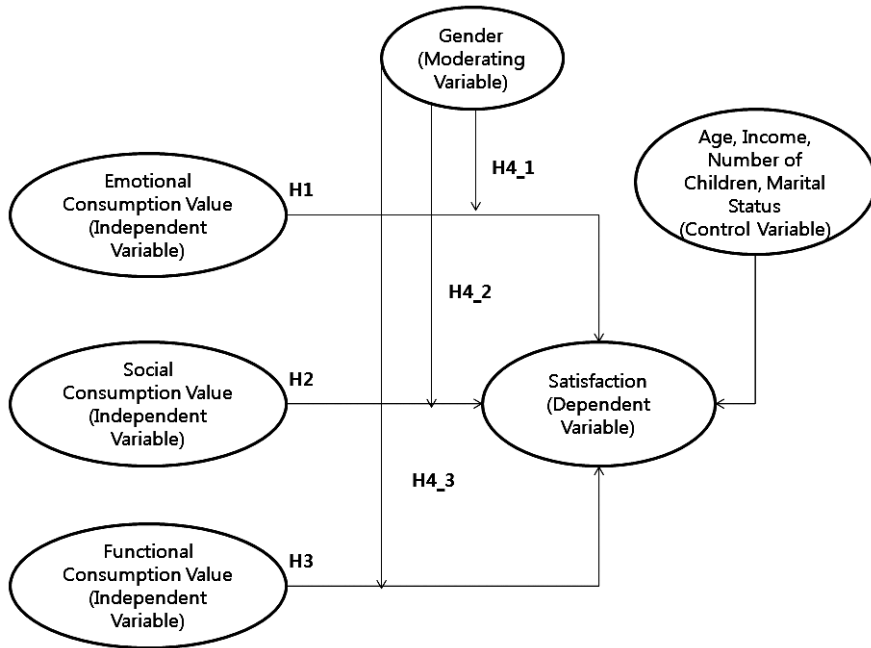 Gender
(Moderating
Variable)
H4_1
Age, Income,
Number of
Children, Marital
Status
(Control Variable)
Emotional
Consumption Value
(Independent
Variable)
H1
H4_2
Social
Consumption Value
(Independent
Variable)
H2
Satisfaction
(Dependent
Variable)
H4_3
Functional
Consumption Value
(Independent
Variable)
H3